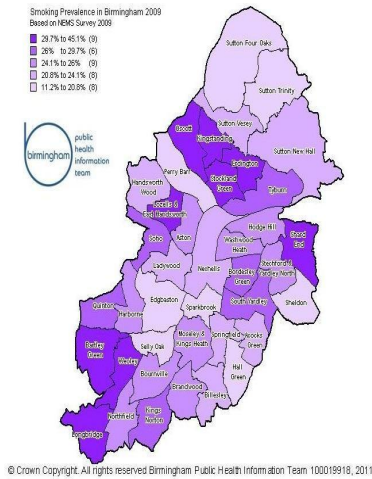 Smoking Prevalence in Birmingham 2009
Based on NEMS Survey 2009
29.7% to 45.1% (9)
26% to 29.7% (6)
24.1% to 26% (9)
20.8% to 24.1% (8)
11.2% to 20.8% (8)
birmingham
public
health
information
team
Sutton Four Oaks
Sutton Trinity
Sutton Vesey
Sutton New Hall
Oscott
Kingstanding
Erdington
Stockland
Green
Tyburn
Perry Barr
Handsworth
Wood
Lozells &
East Handsworth
Soho
Aston
Hodge Hill
Washwood
Heath
Shard
End
Stechford &
Yardley North
Ladywood
Nechells
Bordesley
Green
South Yardley
Sheldon
Edgbaston
Sparkbrook
Quinton
Harborne
Bartley
Green
Weoley
Selly Oak
Moseley &
Kings Heath
Springfield
Acocks
Green
Hall
Green
Bournville
Brandwood
Billesley
Northfield
Kings
Norton
Longbridge
© Crown Copyright. All rights reserved Birmingham Public Health Information Team 100019918, 2011